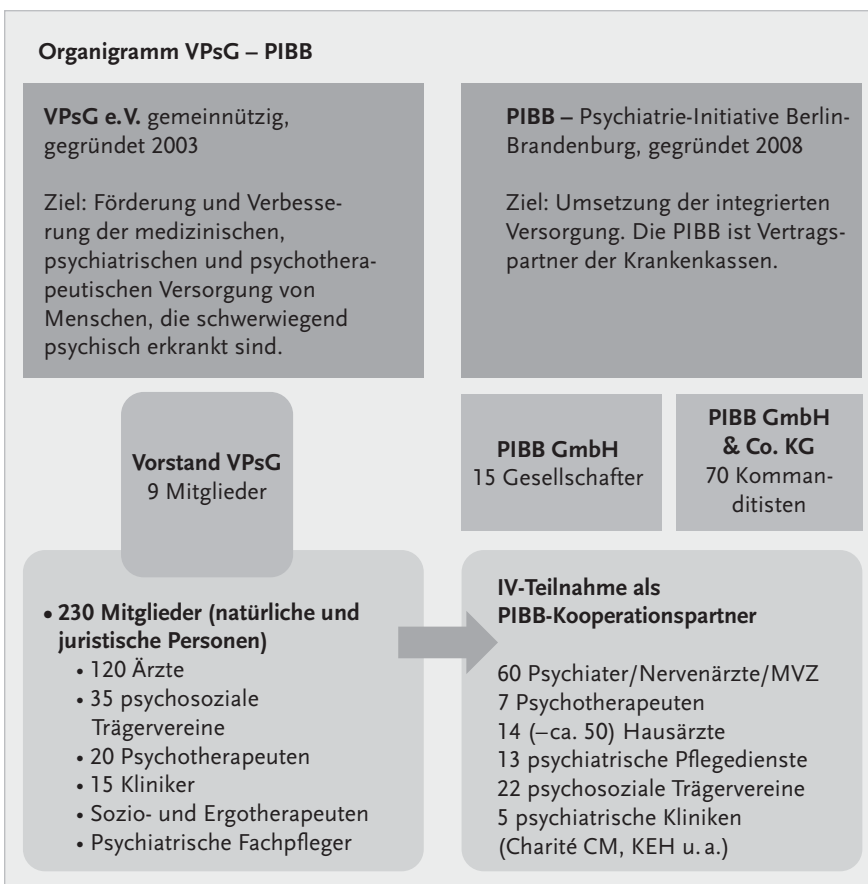 Organigramm VPsG – PIBB
VPsG e.V. gemeinnützig,
gegründet 2003
Ziel: Förderung und Verbesse-
rung der medizinischen,
psychiatrischen und psychothera-
peutischen Versorgung von
Menschen, die schwerwiegend
psychisch erkrankt sind.
PIBB – Psychiatrie-Initiative Berlin-
Brandenburg, gegründet 2008
Ziel: Umsetzung der integrierten
Versorgung. Die PIBB ist Vertrags-
partner der Krankenkassen.
Vorstand VPsG
9 Mitglieder
PIBB GmbH
15 Gesellschafter
PIBB GmbH
& Co. KG
70 Komman-
ditisten
• 230 Mitglieder (natürliche und
juristische Personen)
• 120 Ärzte
• 35 psychosoziale
Trägervereine
• 20 Psychotherapeuten
• 15 Kliniker
• Sozio- und Ergotherapeuten
• Psychiatrische Fachpfleger
IV-Teilnahme als
PIBB-Kooperationspartner
60 Psychiater/Nervenärzte/MVZ
7 Psychotherapeuten
14 (–ca. 50) Hausärzte
13 psychiatrische Pflegedienste
22 psychosoziale Trägervereine
5 psychiatrische Kliniken
(Charité CM, KEH u. a.)